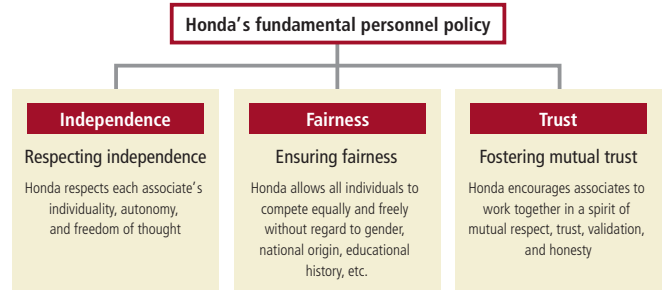 Honda's fundamental personnel policy
Independence
Respecting independence
Honda respects each associate's
individuality, autonomy,
and freedom of thought
Fairness
Ensuring fairness
Honda allows all individuals to
compete equally and freely
without regard to gender,
national origin, educational
history, etc.
Trust
Fostering mutual trust
Honda encourages associates to
work together in a spirit of
mutual respect, trust, validation,
and honesty